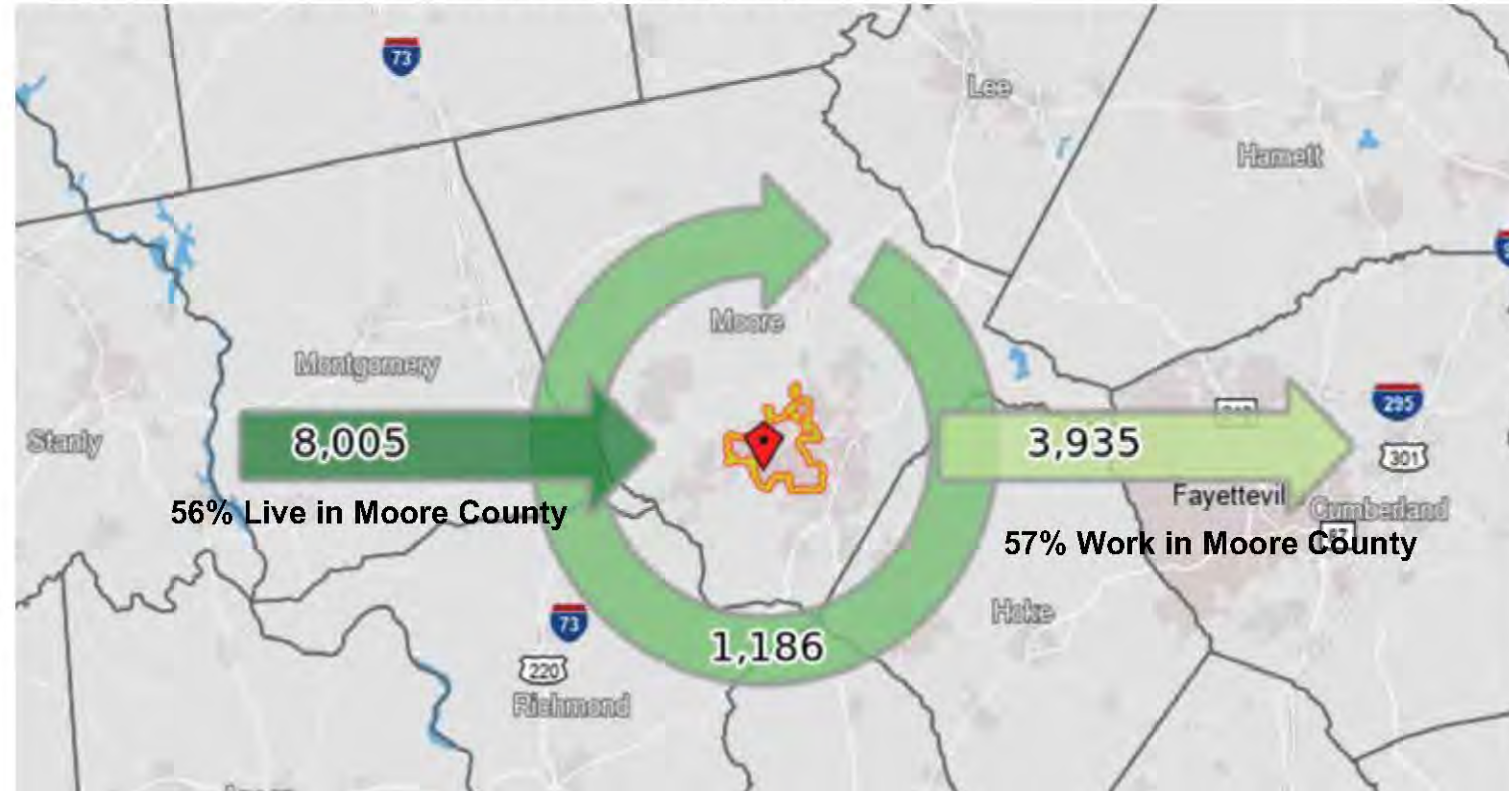 73
Lee
Harnett
Moore
Montgomery
Stanly
8,005
3,935
295
301
Fayettevil
Cumberland
56% Live in Moore County
57% Work in Moore County
87
Hoke
73
1,186
220
Richmond